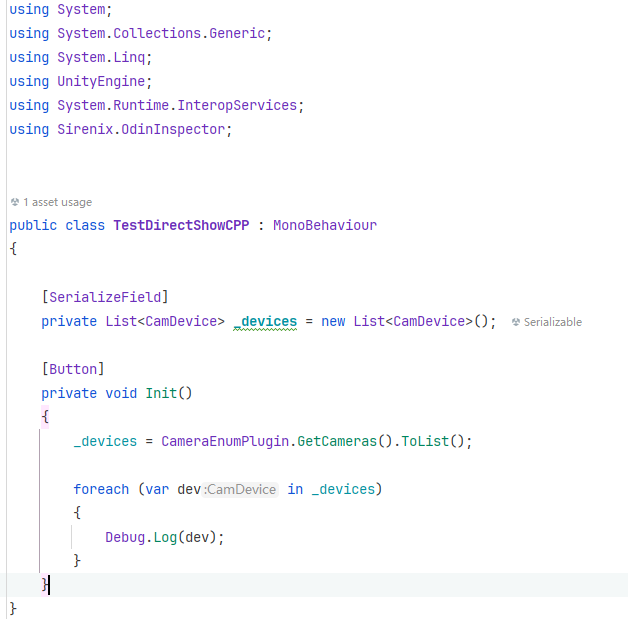 using System;
using System.Collections.Generic;
using System.Linq;
using UnityEngine;
using System.Runtime.InteropServices;
using Sirenix.OdinInspector;
1 asset usage
public class TestDirectShowCPP : MonoBehaviour
{
[SerializeField]
private List<CamDevice> _devices = new List<CamDevice>(); Serializable
[Button]
private void Init()
{
_devices = CameraEnumPlugin.GetCameras().ToList();
foreach (var dev :CamDevice in _devices)
{
Debug.Log(dev);
}
}
}